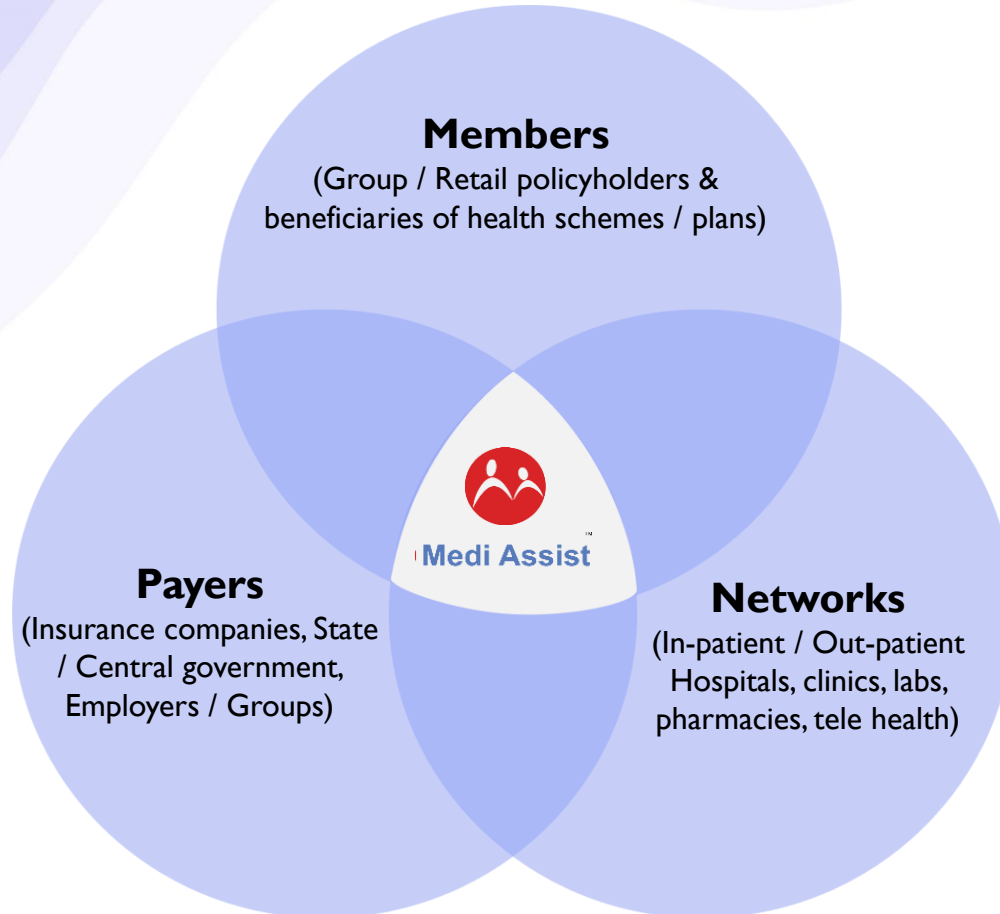 Members
(Group / Retail policyholders &
beneficiaries of health schemes / plans)
Medi Assist™
Payers
(Insurance companies, State
/ Central government,
Employers / Groups)
Networks
(In-patient / Out-patient
Hospitals, clinics, labs,
pharmacies, tele health)